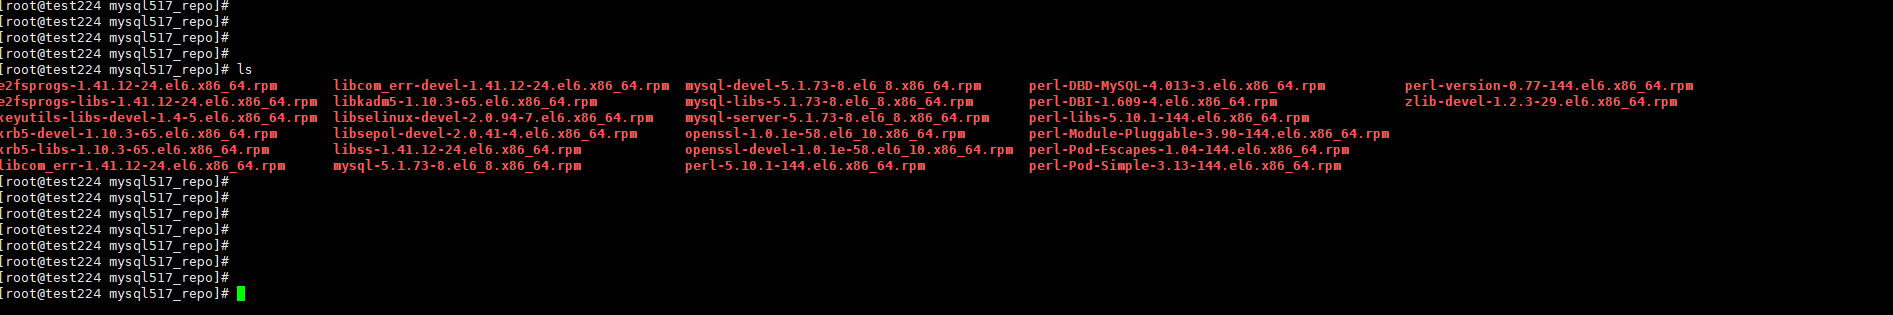 [root@test224 mysql517_repo]#
[root@test224 mysql517_repo]#
[root@test224 mysql517_repo]#
[root@test224 mysql517_repo]#
[root@test224 mysql517_repo]# ls
e2fsprogs-1.41.12-24.el6.x86_64.rpm libcom_err-devel-1.41.12-24.el6.x86_64.rpm mysql-devel-5.1.73-8.el6_8.x86_64.rpm perl-DBD-MySQL-4.013-3.el6.x86_64.rpm perl-version-0.77-144.el6.x86_64.rpm
e2fsprogs-libs-1.41.12-24.el6.x86_64.rpm libkadm5-1.10.3-65.el6.x86_64.rpm mysql-libs-5.1.73-8.el6_8.x86_64.rpm perl-DBI-1.609-4.el6.x86_64.rpm zlib-devel-1.2.3-29.el6.x86_64.rpm
keyutils-libs-devel-1.4-5.el6.x86_64.rpm libselinux-devel-2.0.94-7.el6.x86_64.rpm mysql-server-5.1.73-8.el6_8.x86_64.rpm perl-libs-5.10.1-144.el6.x86_64.rpm
krb5-devel-1.10.3-65.el6.x86_64.rpm libsepol-devel-2.0.41-4.el6.x86_64.rpm openssl-1.0.1e-58.el6_10.x86_64.rpm perl-Module-Pluggable-3.90-144.el6.x86_64.rpm
krb5-libs-1.10.3-65.el6.x86_64.rpm libss-1.41.12-24.el6.x86_64.rpm openssl-devel-1.0.1e-58.el6_10.x86_64.rpm perl-Pod-Escapes-1.04-144.el6.x86_64.rpm
libcom_err-1.41.12-24.el6.x86_64.rpm mysql-5.1.73-8.el6_8.x86_64.rpm perl-5.10.1-144.el6.x86_64.rpm perl-Pod-Simple-3.13-144.el6.x86_64.rpm
[root@test224 mysql517_repo]#
[root@test224 mysql517_repo]#
[root@test224 mysql517_repo]#
[root@test224 mysql517_repo]#
[root@test224 mysql517_repo]#
[root@test224 mysql517_repo]#
[root@test224 mysql517_repo]#
[root@test224 mysql517_repo]#